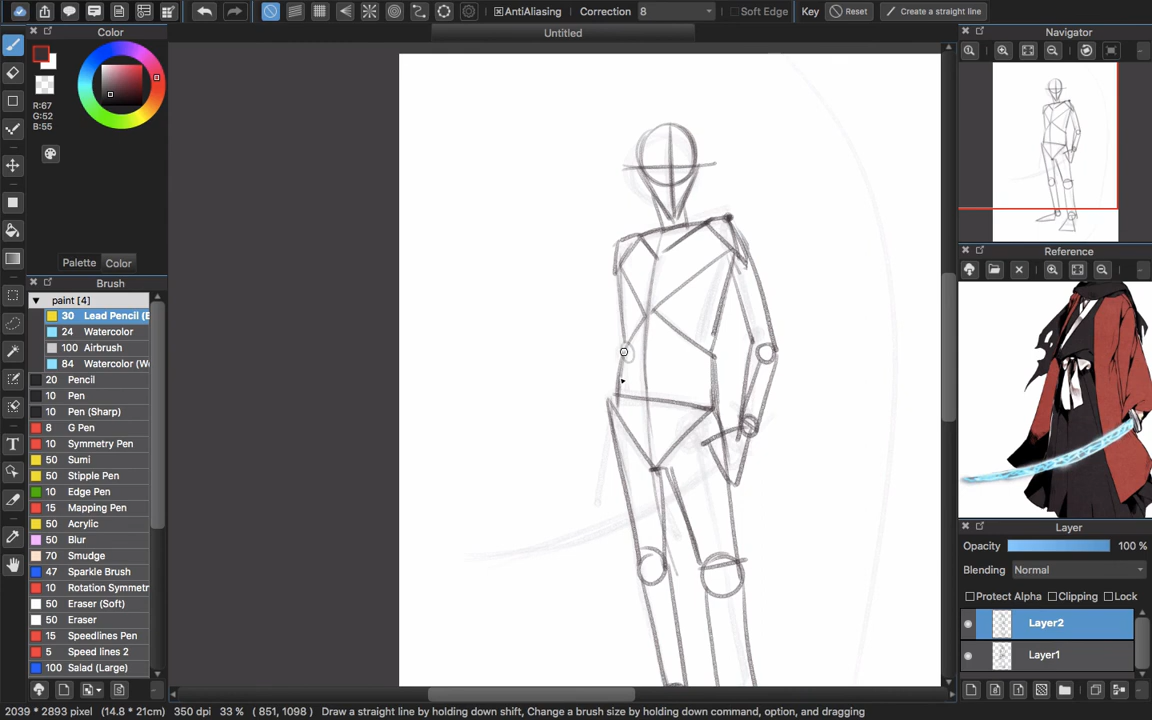 AntiAliasing Correction 8 Soft Edge Key Reset Create a straight line
Color
Untitled
Navigator
R:67
G:52
B:55
Palette Color
Brush
paint [4]
30 Lead Pencil (B
24 Watercolor
100 Airbrush
84 Watercolor (W
20 Pencil
10 Pen
10 Pen (Sharp)
8 G Pen
10 Symmetry Pen
50 Sumi
50 Stipple Pen
10 Edge Pen
15 Mapping Pen
50 Acrylic
50 Blur
70 Smudge
47 Sparkle Brush
10 Rotation Symmetr
50 Eraser (Soft)
50 Eraser
15 Speedlines Pen
5 Speed lines 2
100 Salad (Large)
Reference
Layer
Opacity 100 %
Blending Normal
Protect Alpha Clipping Lock
Layer2
Layer1
2039 * 2893 pixel (14.8 * 21cm) 350 dpi 33 % ( 851, 1098 ) Draw a straight line by holding down shift, Change a brush size by holding down command, option, and dragging